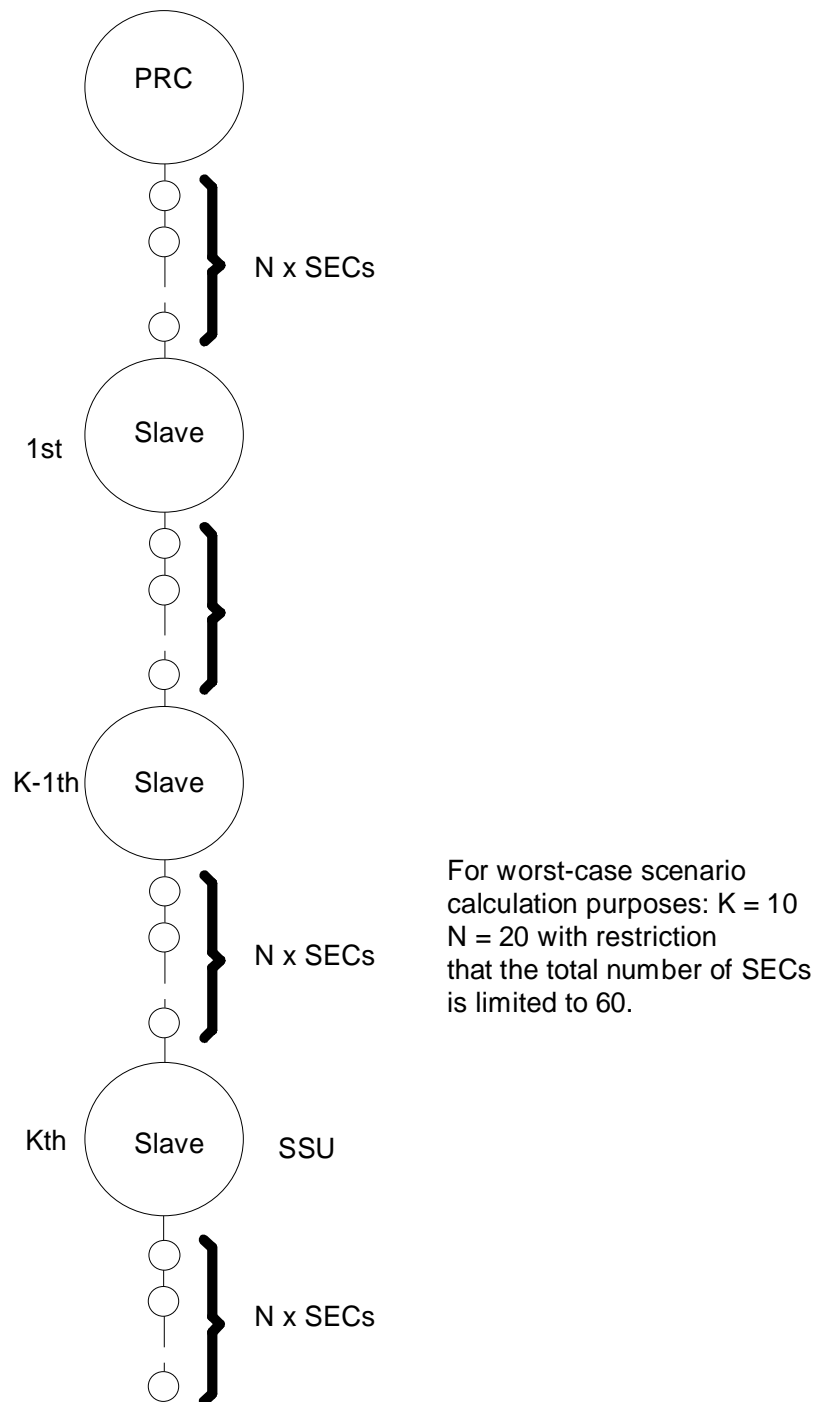 PRC
N x SECs
Slave
1st
K-1th
Slave
For worst-case scenario
calculation purposes: K = 10
N = 20 with restriction
that the total number of SECs
is limited to 60.
N x SECs
Kth
Slave
SSU
N x SECs